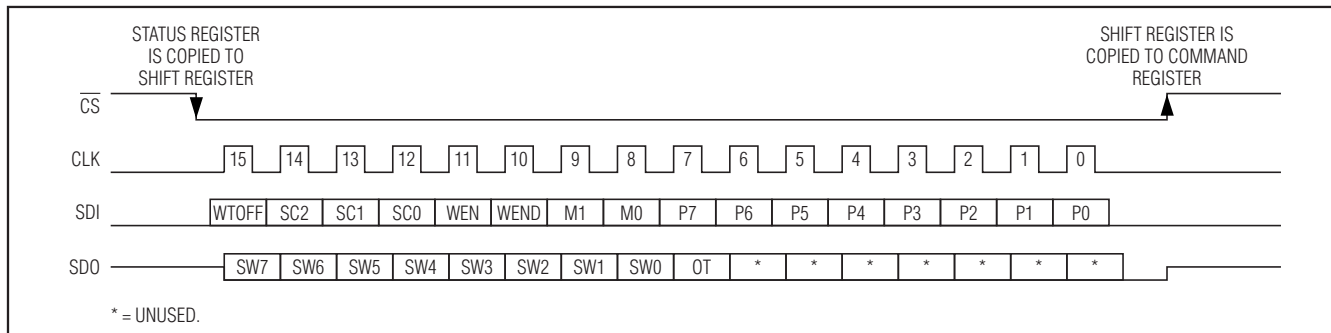 STATUS REGISTER
IS COPIED TO
SHIFT REGISTER
SHIFT REGISTER IS
COPIED TO COMMAND
REGISTER
CS
CLK 15 14 13 12 11 10 9 8 7 6 5 4 3 2 1 0
SDI WTOFF SC2 SC1 SC0 WEN WEND M1 M0 P7 P6 P5 P4 P3 P2 P1 P0
SDO SW7 SW6 SW5 SW4 SW3 SW2 SW1 SW0 OT * * * * * * *
* = UNUSED.